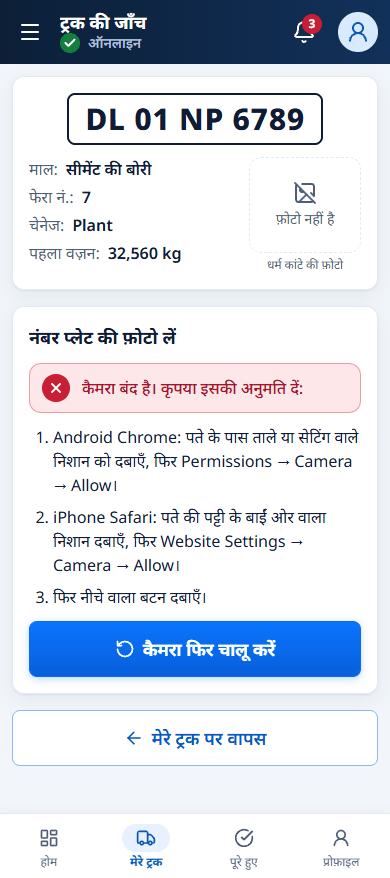 ट्रक की जाँच
ऑनलाइन
3
DL 01 NP 6789
माल: सीमेंट की बोरी
फेरा नं.: 7
चेनेज: Plant
पहला वज़न: 32,560 kg
फ़ोटो नहीं है
धर्म कांटे की फ़ोटो
नंबर प्लेट की फ़ोटो लें
कैमरा बंद है। कृपया इसकी अनुमति दें:
1. Android Chrome: पते के पास ताले या सेटिंग वाले
निशान को दबाएँ, फिर Permissions → Camera
→ Allow।
2. iPhone Safari: पते की पट्टी के बाईं ओर वाला
निशान दबाएँ, फिर Website Settings →
Camera → Allow।
3. फिर नीचे वाला बटन दबाएँ।
कैमरा फिर चालू करें
← मेरे ट्रक पर वापस
होम
मेरे ट्रक
पूरे हुए
प्रोफ़ाइल